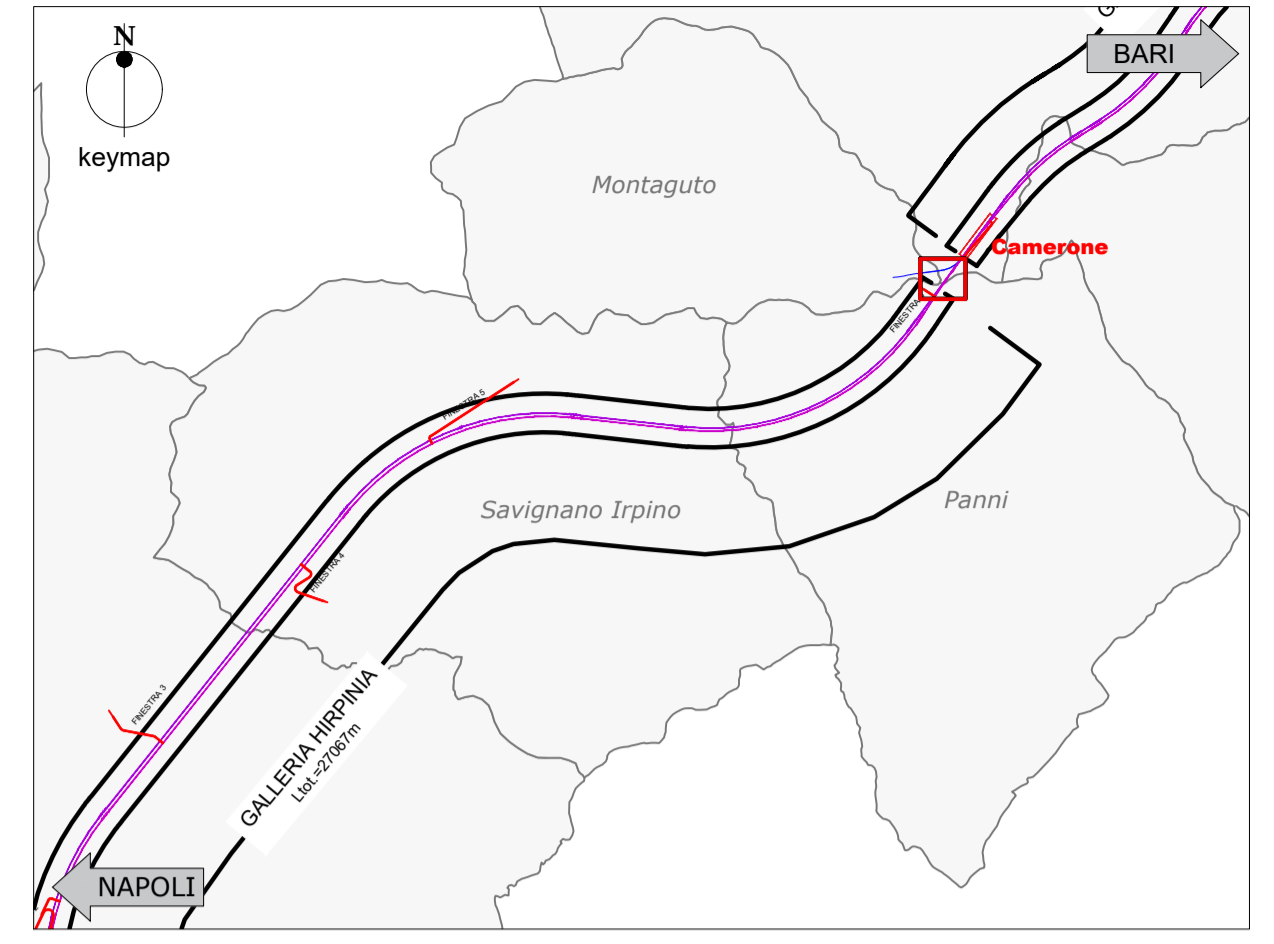 N
keymap
G
BARI
Montaguto
Camerone
FINESTRA
FINESTRA 5
Savignano Irpino
Panni
FINESTRA 4
FINESTRA 3
GALLERIA HIRPINIA
Ltot.=27067m
NAPOLI